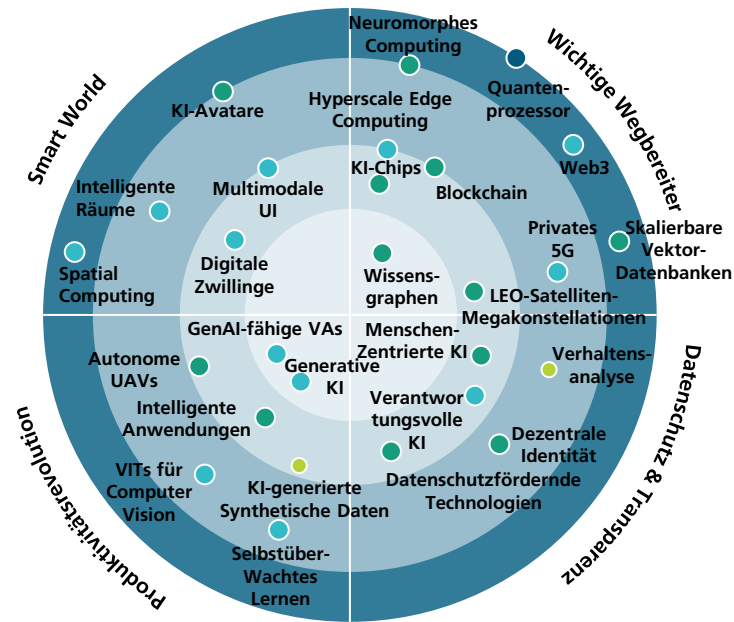 Smart World
KI-Avatare
Multimodale
UI
Intelligente
Räume
Digitale
Zwillinge
Spatial
Computing
Wichtige Wegbereiter
Neuromorphes
Computing
Quanten-
prozessor
Hyperscale Edge
Computing
KI-Chips
Blockchain
Web3
Privates
5G
Skalierbare
Vektor-
Datenbanken
Wissens-
graphen
LEO-Satelliten-
Megakonstellationen
Produktivitätsrevolution
GenAI-fähige VAs
Generative
KI
Autonome
UAVs
Intelligente
Anwendungen
VITs für
Computer
Vision
KI-generierte
Synthetische Daten
Selbstüber-
Wachtes
Lernen
Datenschutz & Transparenz
Menschen-
Zentrierte KI
Verhaltens-
analyse
Verantwor
tungsvolle
KI
Dezentrale
Identität
Datenschutzfördernde
Technologien